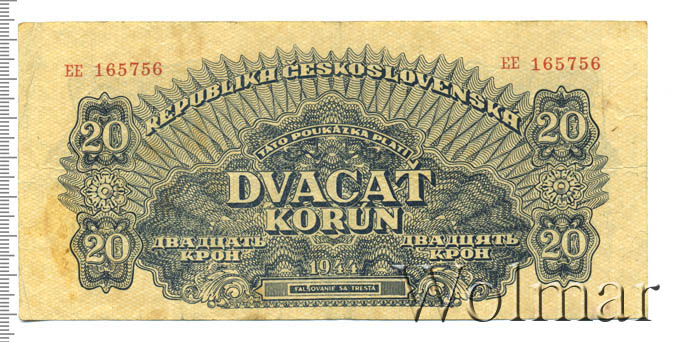 EE 165756
EE 165756
REPUBLIKA ČESKOSLOVENSKA
TÁTO POUKÁZKA PLATÍ
20
20
DVACAT
KORÚN
20
20
ДВАДЦАТЬ
КРОН
ДВАДЦЯТЬ
КРОН
1944
FALŠOVANIE SA TRESTÁ
Wolmar